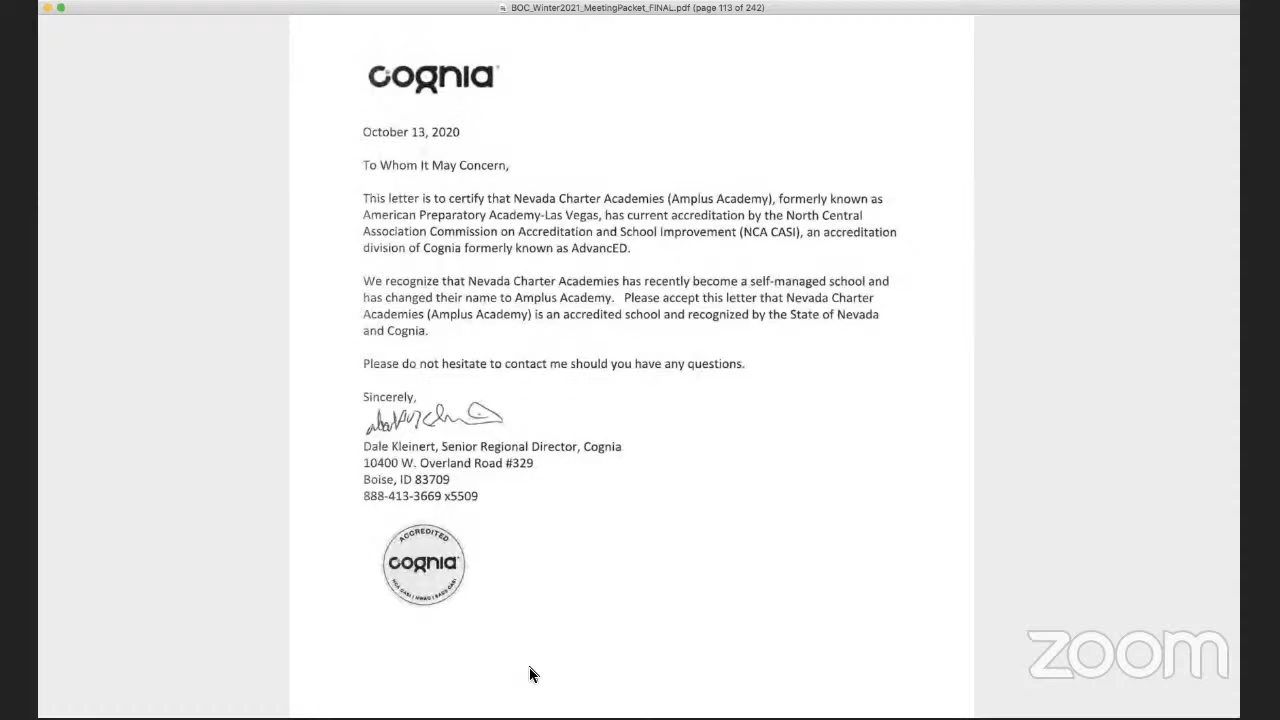 BOC_Winter2021_MeetingPacket_FINAL.pdf (page 113 of 242)
cognia
October 13, 2020
To Whom It May Concern,
This letter is to certify that Nevada Charter Academies (Amplus Academy), formerly known as
American Preparatory Academy-Las Vegas, has current accreditation by the North Central
Association Commission on Accreditation and School Improvement (NCA CASI), an accreditation
division of Cognia formerly known as AdvancED.
We recognize that Nevada Charter Academies has recently become a self-managed school and
has changed their name to Amplus Academy. Please accept this letter that Nevada Charter
Academies (Amplus Academy) is an accredited school and recognized by the State of Nevada
and Cognia.
Please do not hesitate to contact me should you have any questions.
Sincerely,
Dale Kleinert, Senior Regional Director, Cognia
10400 W. Overland Road #329
Boise, ID 83709
888-413-3669 x5509
ACCREDITED
cognia
NCA CASI | NWAC | SACS CASI
zoom